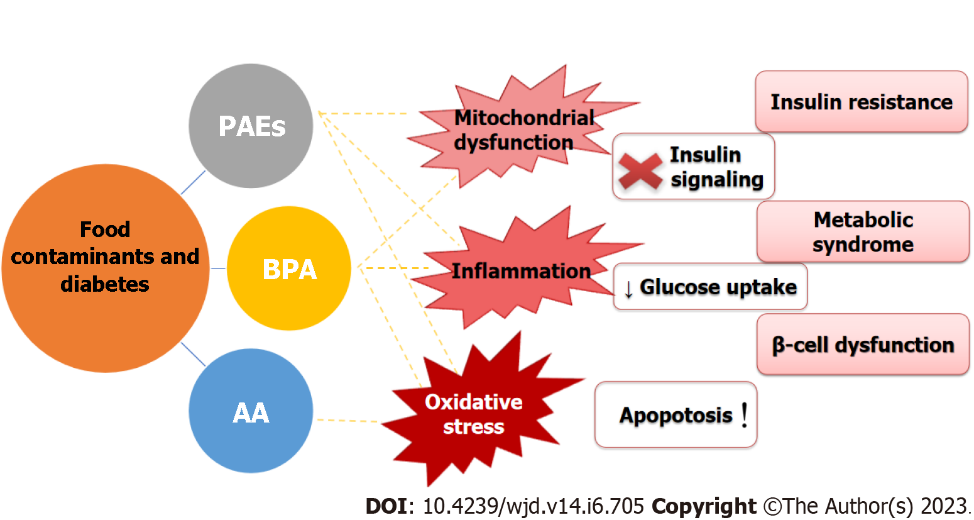 Food
contaminants and
diabetes
PAEs
BPA
AA
Mitochondrial
dysfunction
Inflammation
Oxidative
stress
Insulin
signaling
↓ Glucose uptake
Apopotosis !
Insulin resistance
Metabolic
syndrome
β-cell dysfunction
DOI: 10.4239/wjd.v14.i6.705 Copyright ©The Author(s) 2023.